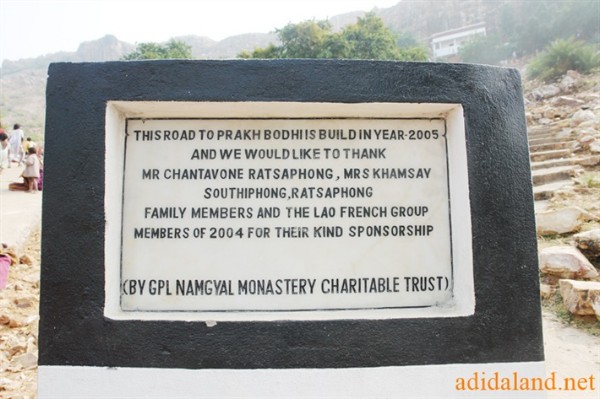 THIS ROAD TO PRAKH BODHI IS BUILD IN YEAR-2005
AND WE WOULD LIKE TO THANK
MR CHANTAVONE RATSAPHONG, MRS KHAMSAY
SOUTHIPHONG,RATSAPHONG
FAMILY MEMBERS AND THE LAO FRENCH GROUP
MEMBERS OF 2004 FOR THEIR KIND SPONSORSHIP
(BY GPL NAMGYAL MONASTERY CHARITABLE TRUST)
adidaland.net